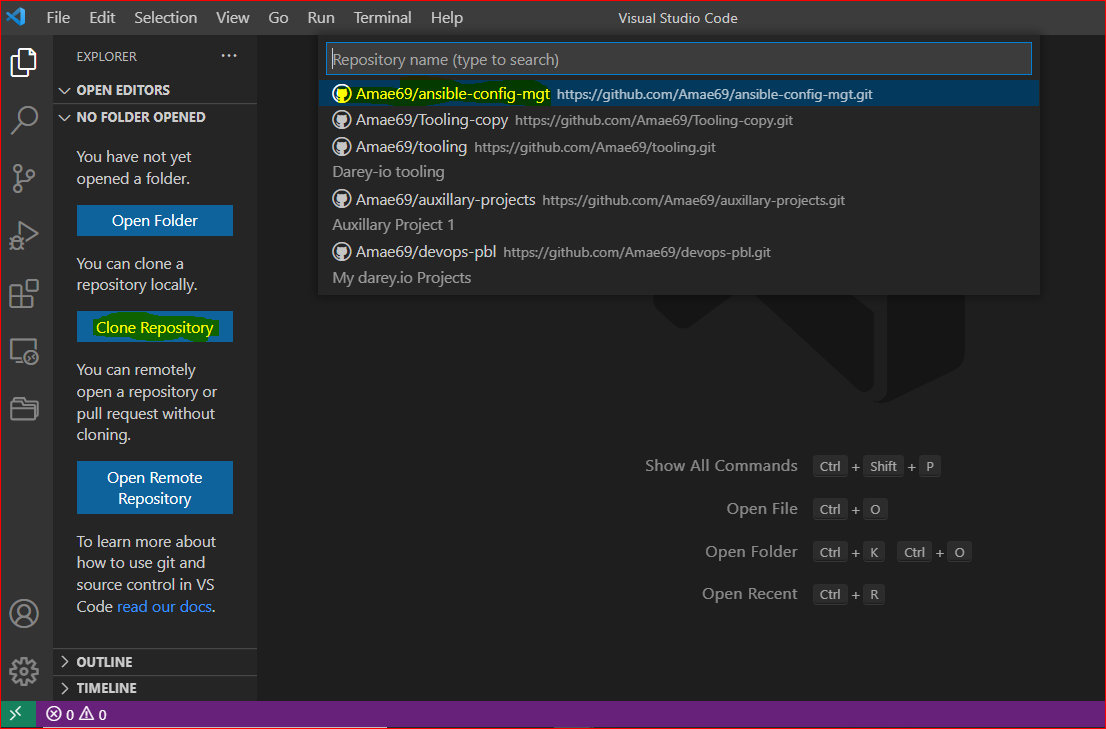 File Edit Selection View Go Run Terminal Help Visual Studio Code
EXPLORER ...
OPEN EDITORS
NO FOLDER OPENED
You have not yet
opened a folder.
Open Folder
You can clone a
repository locally.
Clone Repository
You can remotely
open a repository or
pull request without
cloning.
Open Remote
Repository
To learn more about
how to use git and
source control in VS
Code read our docs.
OUTLINE
TIMELINE
Repository name (type to search)
Amae69/ansible-config-mgt https://github.com/Amae69/ansible-config-mgt.git
Amae69/Tooling-copy https://github.com/Amae69/Tooling-copy.git
Amae69/tooling https://github.com/Amae69/tooling.git
Darey-io tooling
Amae69/auxillary-projects https://github.com/Amae69/auxillary-projects.git
Auxillary Project 1
Amae69/devops-pbl https://github.com/Amae69/devops-pbl.git
My darey.io Projects
Show All Commands Ctrl + Shift + P
Open File Ctrl + O
Open Folder Ctrl + K Ctrl + O
Open Recent Ctrl + R
0 0